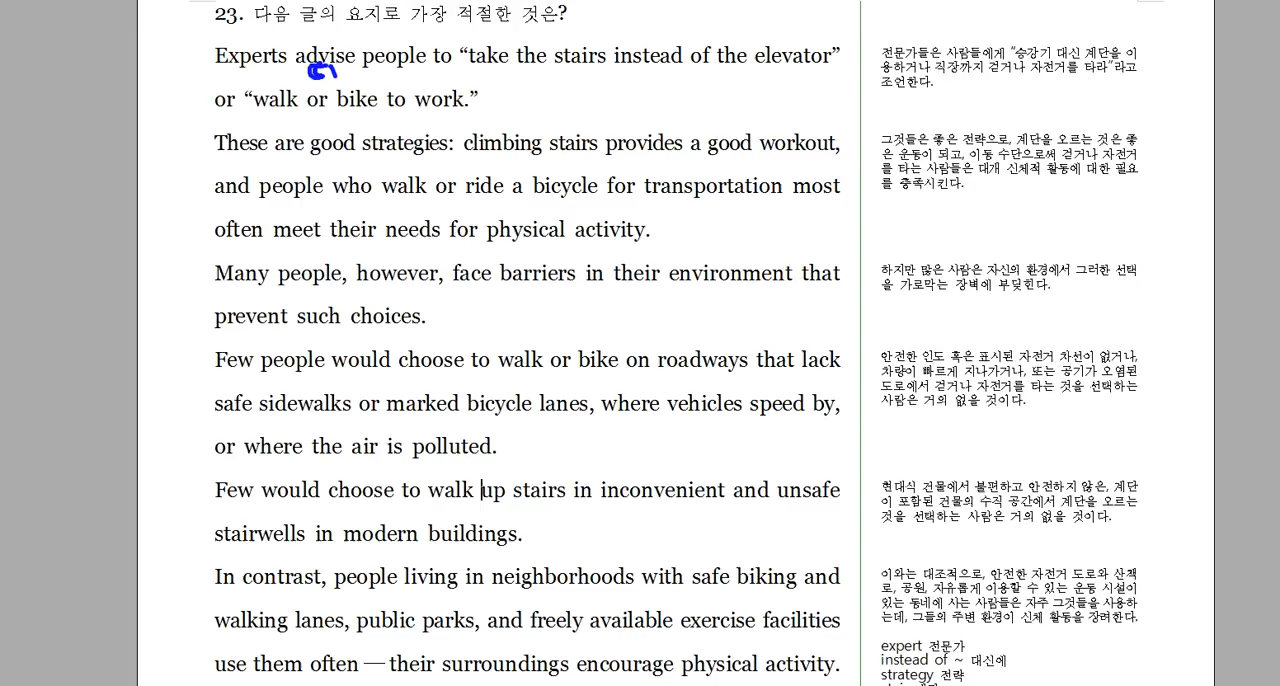 23. 다음 글의 요지로 가장 적절한 것은?
Experts advise people to “take the stairs instead of the elevator”
or “walk or bike to work.”
These are good strategies: climbing stairs provides a good workout,
and people who walk or ride a bicycle for transportation most
often meet their needs for physical activity.
Many people, however, face barriers in their environment that
prevent such choices.
Few people would choose to walk or bike on roadways that lack
safe sidewalks or marked bicycle lanes, where vehicles speed by,
or where the air is polluted.
Few would choose to walk up stairs in inconvenient and unsafe
stairwells in modern buildings.
In contrast, people living in neighborhoods with safe biking and
walking lanes, public parks, and freely available exercise facilities
use them often — their surroundings encourage physical activity.
전문가들은 사람들에게 “승강기 대신 계단을 이
용하거나 직장까지 걷거나 자전거를 타라”라고
조언한다.
그것들은 좋은 전략으로, 계단을 오르는 것은 좋
은 운동이 되고, 이동 수단으로써 걷거나 자전거
를 타는 사람들은 대개 신체적 활동에 대한 필요
를 충족시킨다.
하지만 많은 사람은 자신의 환경에서 그러한 선택
을 가로막는 장벽에 부딪힌다.
안전한 인도 혹은 표시된 자전거 차선이 없거나,
차량이 빠르게 지나가거나, 또는 공기가 오염된
도로에서 걷거나 자전거를 타는 것을 선택하는
사람은 거의 없을 것이다.
현대식 건물에서 불편하고 안전하지 않은, 계단
이 포함된 건물의 수직 공간에서 계단을 오르는
것을 선택하는 사람은 거의 없을 것이다.
이와는 대조적으로, 안전한 자전거 도로와 산책
로, 공원, 자유롭게 이용할 수 있는 운동 시설이
있는 동네에 사는 사람들은 자주 그것들을 사용하
는데, 그들의 주변 환경이 신체 활동을 장려한다.
expert 전문가
instead of ~ 대신에
strategy 전략